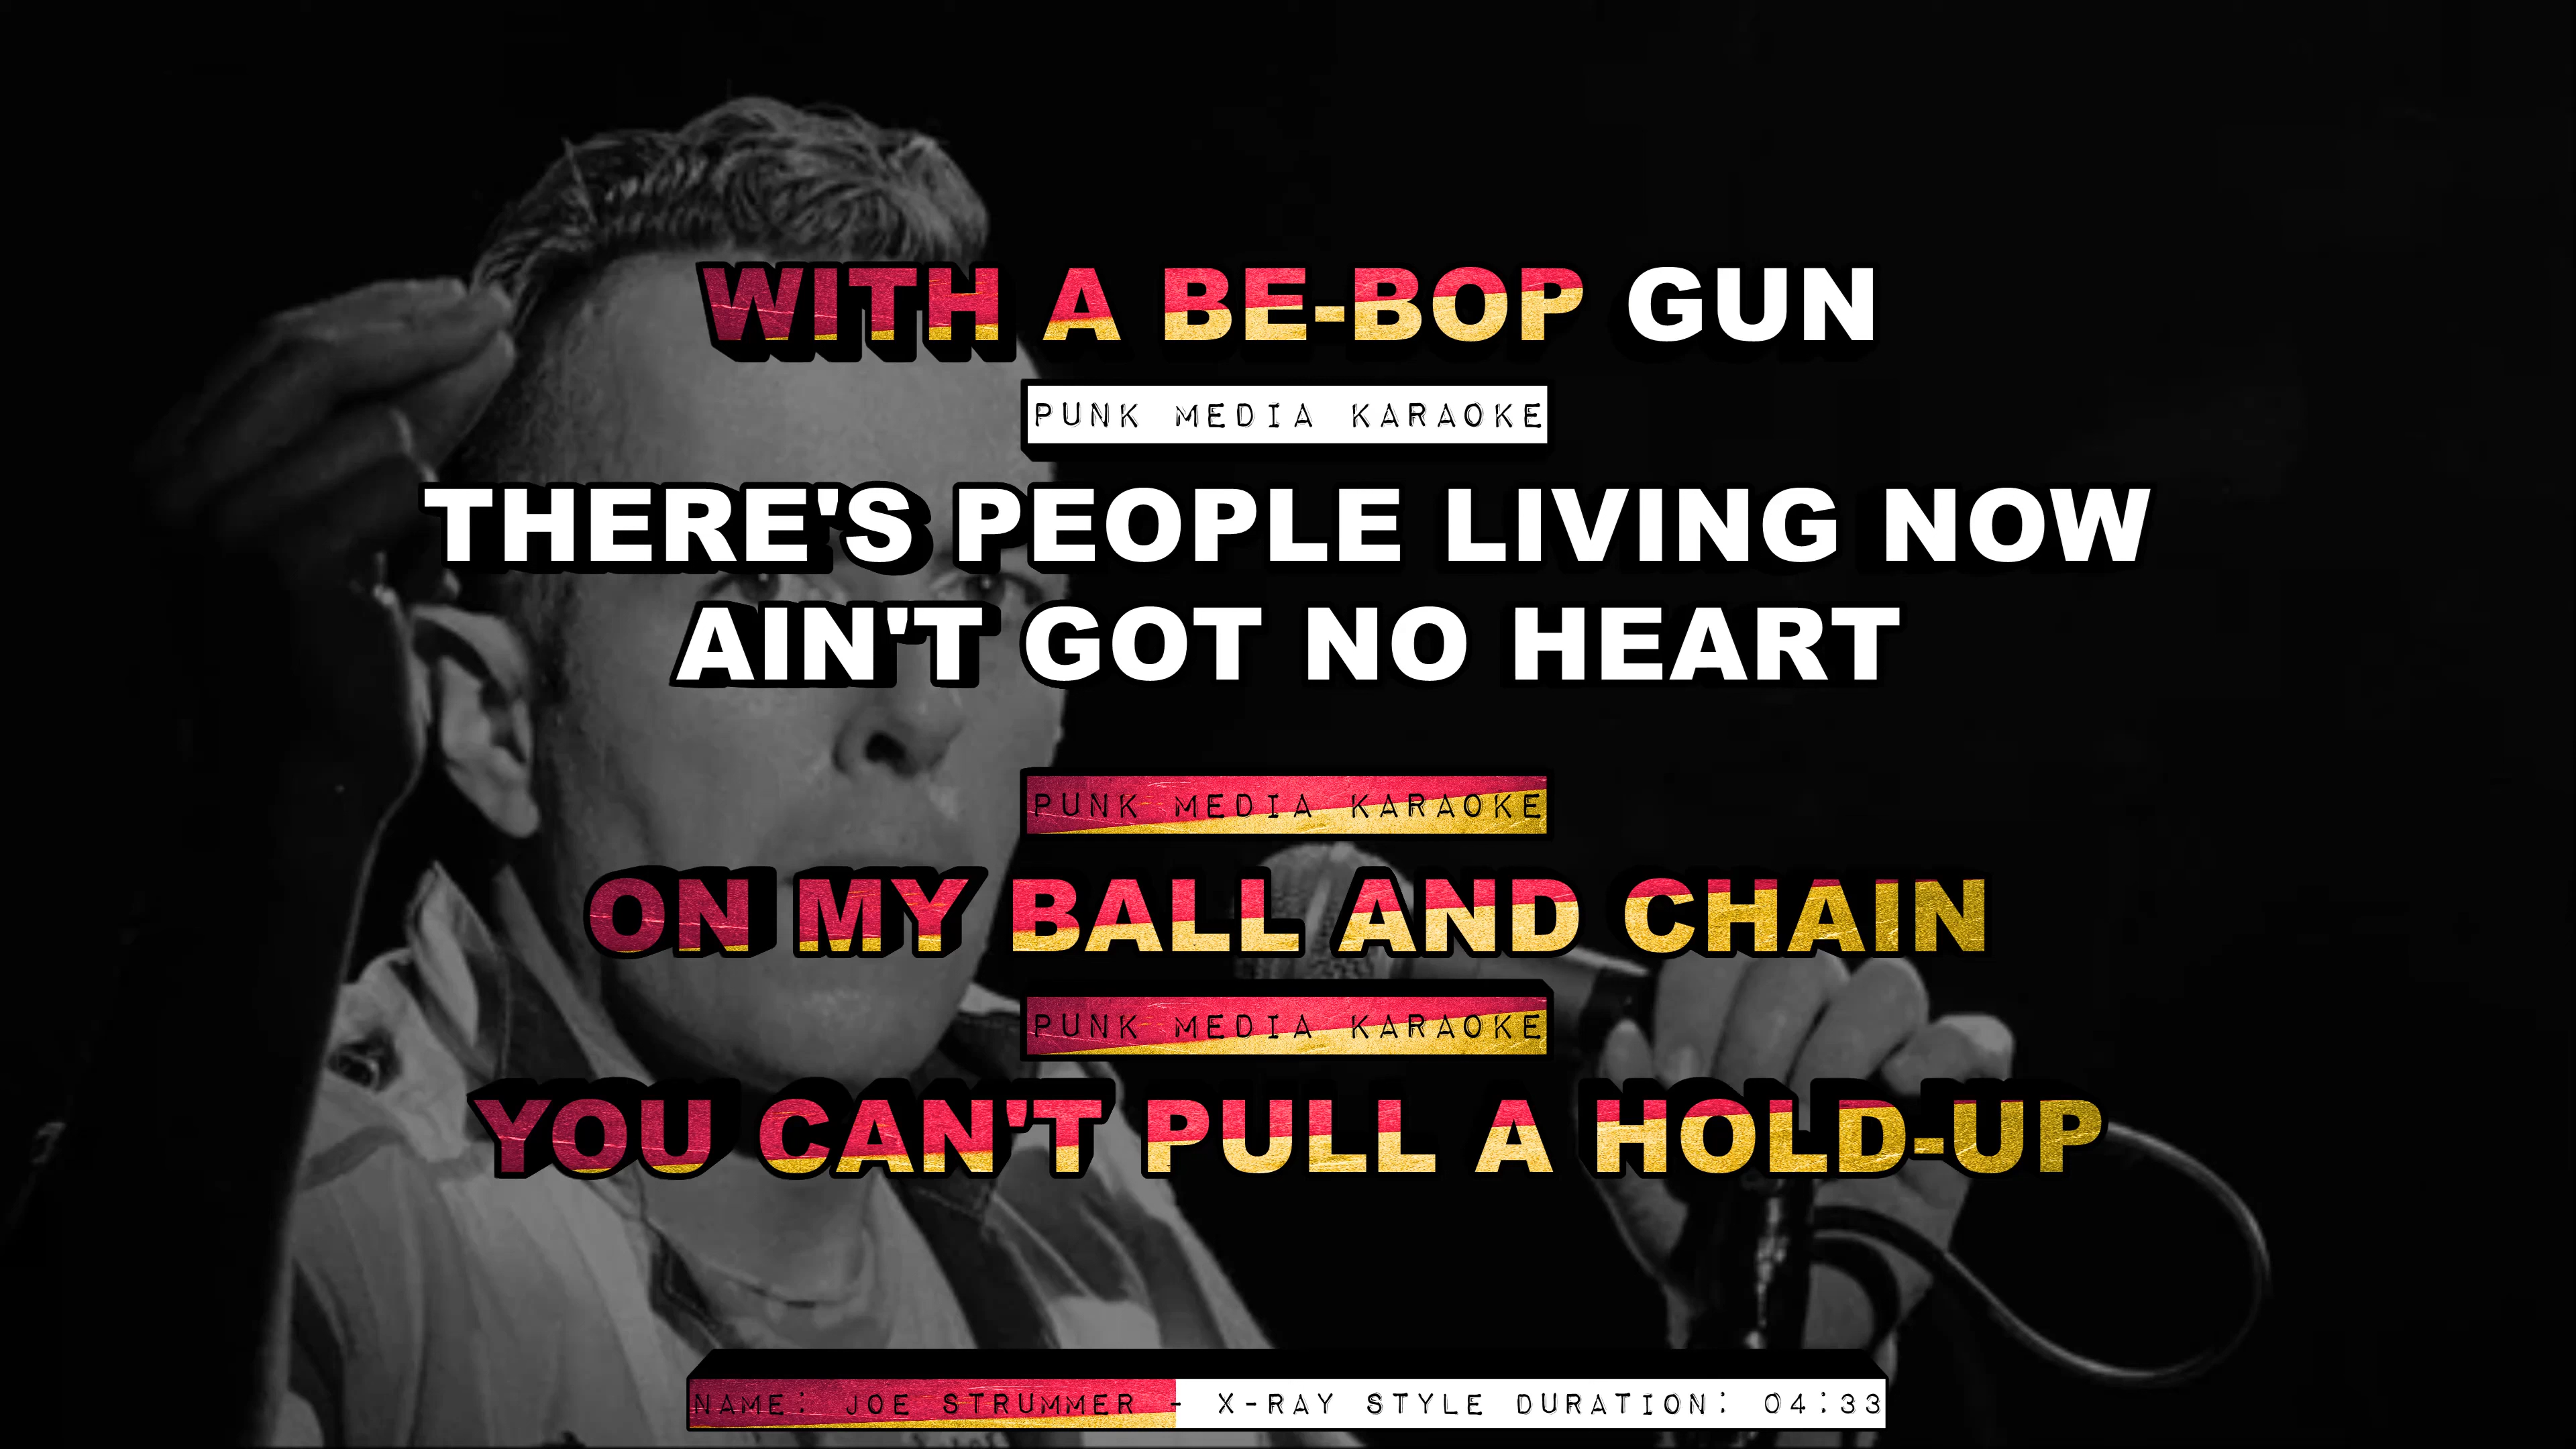 WITH A BE-BOP GUN
PUNK MEDIA KARAOKE
THERE'S PEOPLE LIVING NOW
AIN'T GOT NO HEART
PUNK MEDIA KARAOKE
ON MY BALL AND CHAIN
PUNK MEDIA KARAOKE
YOU CAN'T PULL A HOLD-UP
NAME: JOE STRUMMER - X-RAY STYLE DURATION: 04:33